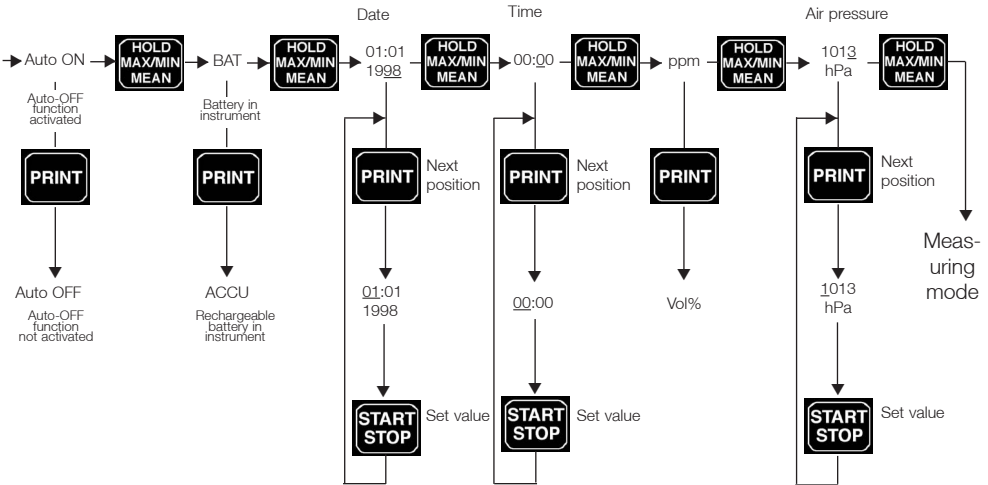 Date
Time
Air pressure
Auto ON
HOLD
MAX/MIN
MEAN
BAT
HOLD
MAX/MIN
MEAN
01:01
1998
HOLD
MAX/MIN
MEAN
00:00
HOLD
MAX/MIN
MEAN
ppm
HOLD
MAX/MIN
MEAN
1013
hPa
HOLD
MAX/MIN
MEAN
Auto-OFF
function
activated
Battery in
instrument
PRINT
PRINT
PRINT
Next
position
PRINT
Next
position
PRINT
PRINT
Next
position
Meas-
uring
mode
Auto OFF
Auto-OFF
function
not activated
ACCU
Rechargeable
battery in
instrument
01:01
1998
00:00
Vol%
1013
hPa
START
STOP
Set value
START
STOP
Set value
START
STOP
Set value